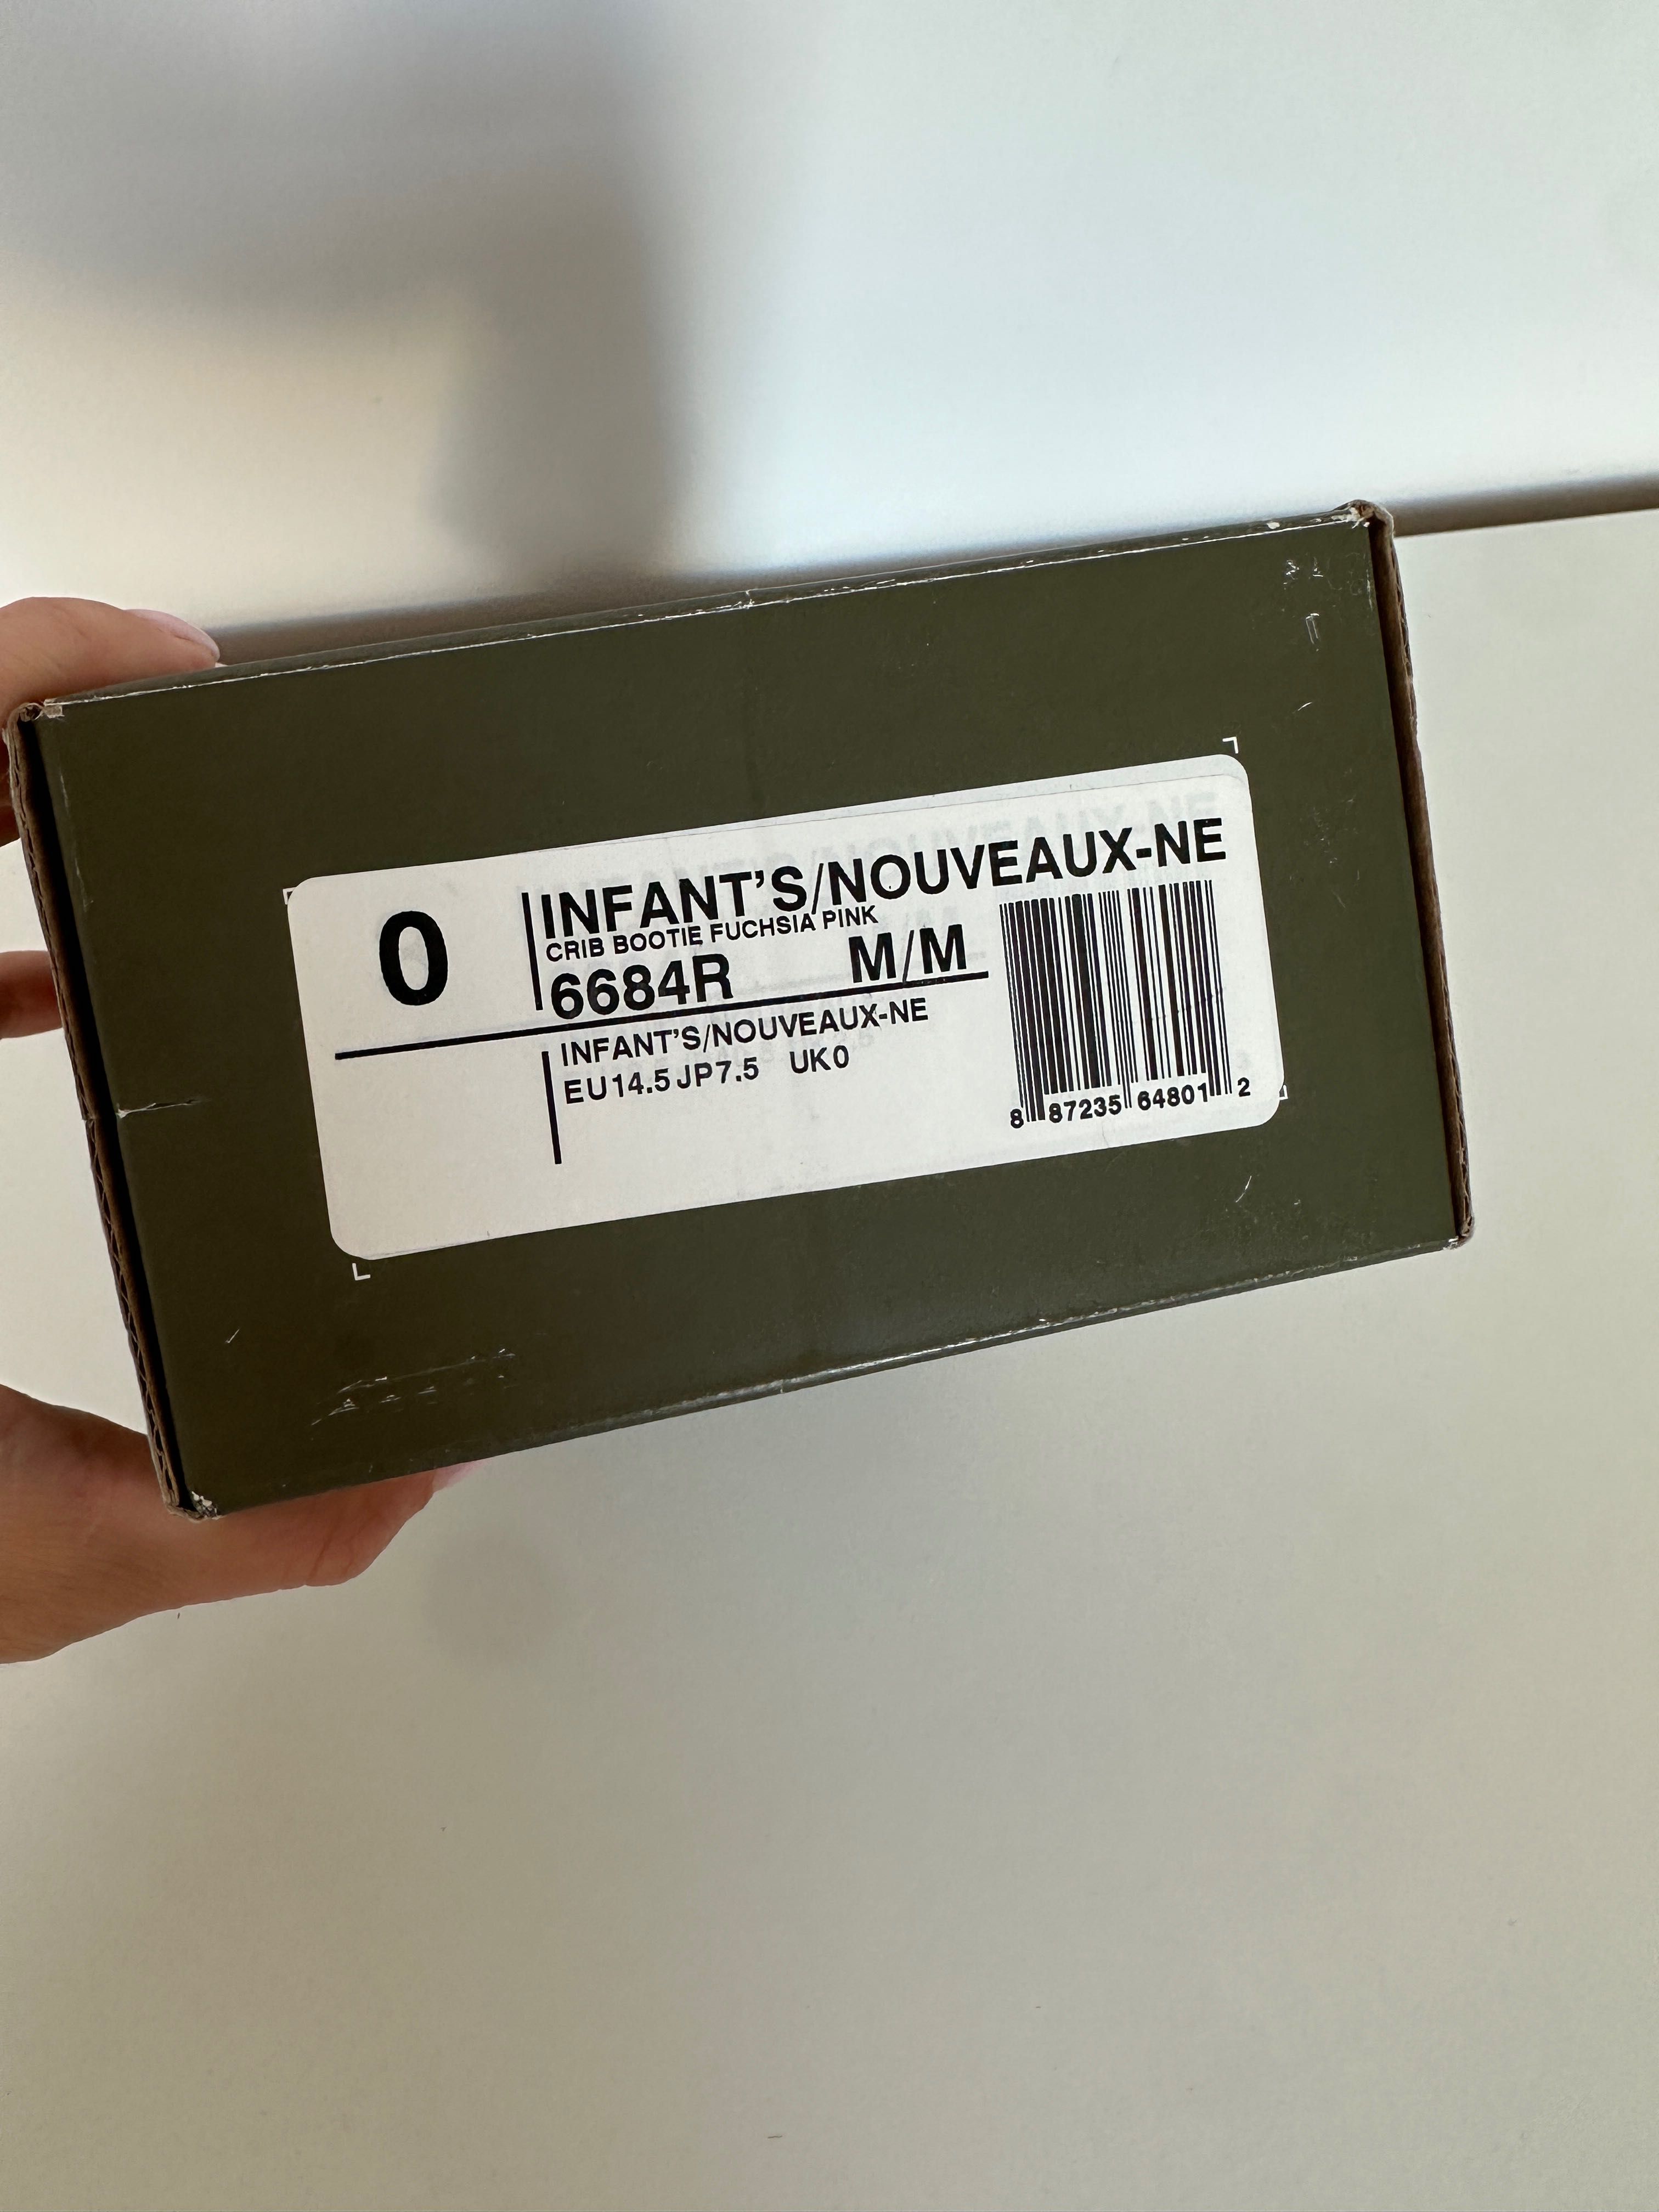 0
INFANT'S/NOUVEAUX-NE
CRIB BOOTIE FUCHSIA PINK
6684R M/M
INFANT'S/NOUVEAUX-NE
EU14.5 JP7.5 UK0
8 87235 64801 2